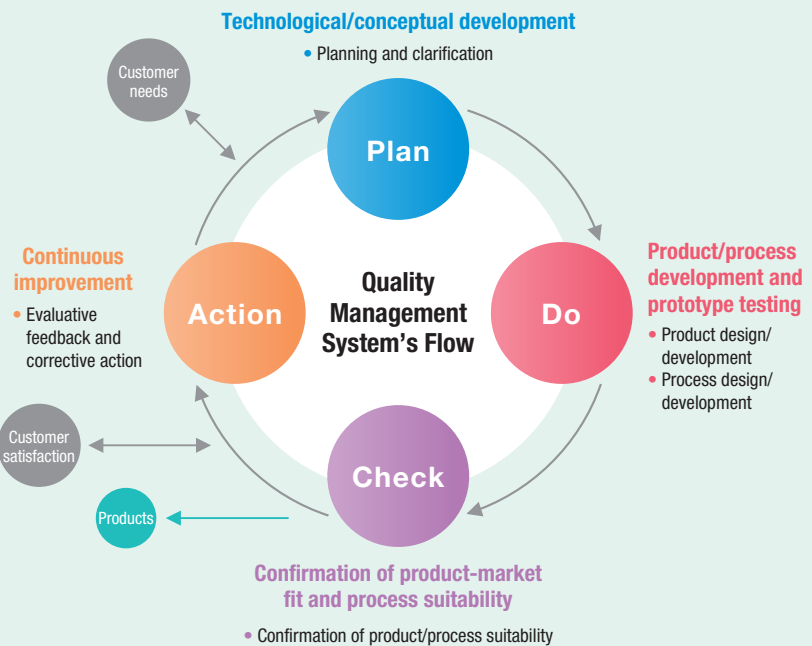 Technological/conceptual development
• Planning and clarification
Customer
needs
Plan
Continuous
improvement
• Evaluative
feedback and
corrective action
Action
Quality
Management
System’s Flow
Do
Product/process
development and
prototype testing
• Product design/
development
• Process design/
development
Customer
satisfaction
Check
Products
Confirmation of product-market
fit and process suitability
• Confirmation of product/process suitability